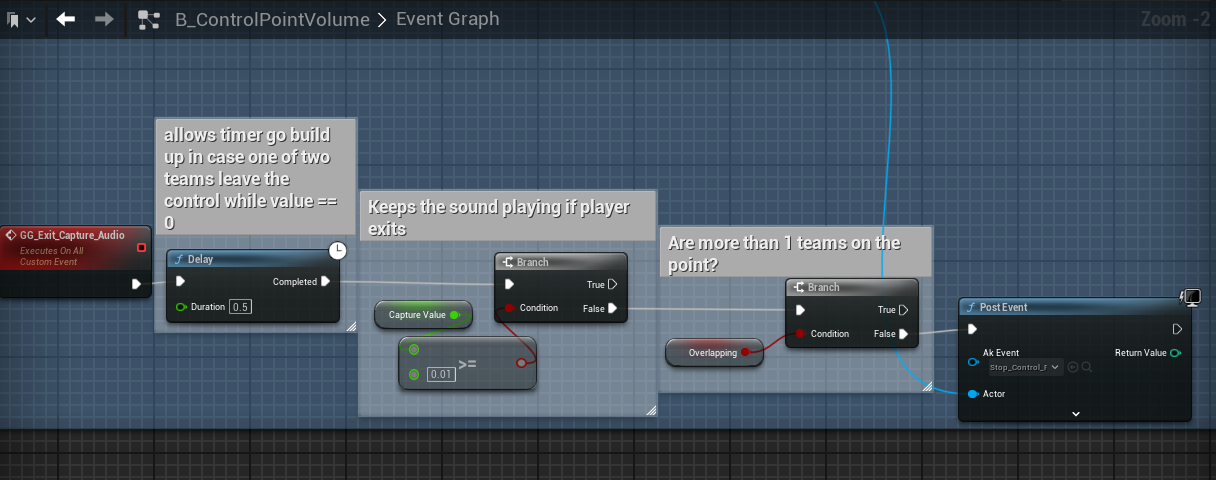 B_ControlPointVolume > Event Graph
Zoom -2
allows timer go build
up in case one of two
teams leave the
control while value ==
0
Keeps the sound playing if player
exits
Are more than 1 teams on the
point?
GG_Exit_Capture_Audio
Executes On All
Custom Event
f Delay
Completed
Duration 0.5
Branch
True
Condition
False
Capture Value
0.01
>=
Branch
True
Condition
False
Overlapping
f PostEvent
Ak Event
Stop_Control_F
Return Value
Actor